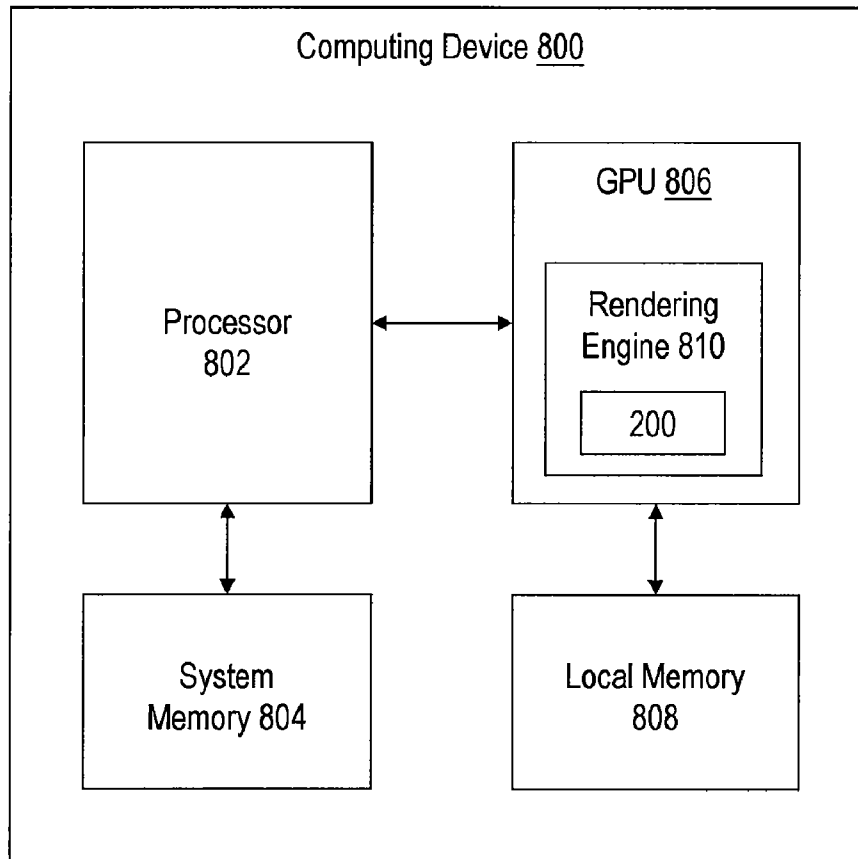 Computing Device 800
Processor
802
GPU 806
Rendering
Engine 810
200
System
Memory 804
Local Memory
808